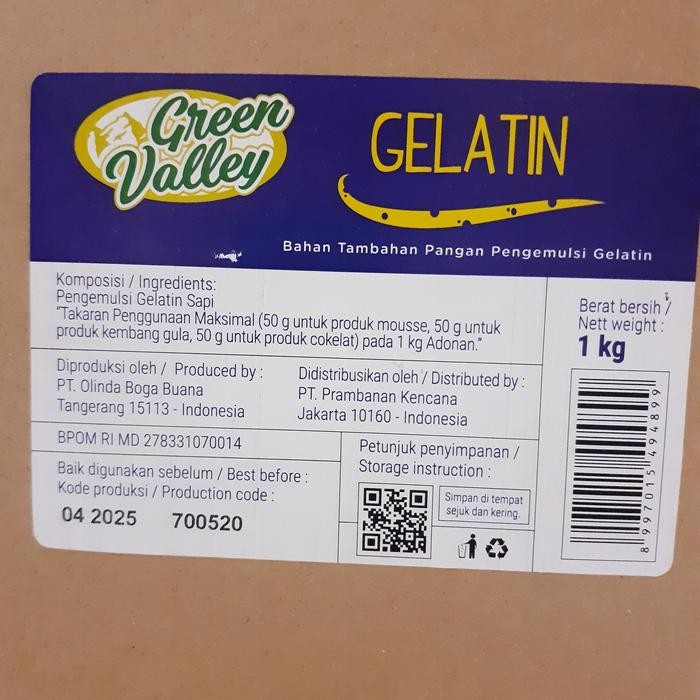 Green Valley
GELATIN
Bahan Tambahan Pangan Pengemulsi Gelatin
Komposisi / Ingredients:
Pengemulsi Gelatin Sapi
"Takaran Penggunaan Maksimal (50 g untuk produk mousse, 50 g untuk
produk kembang gula, 50 g untuk produk cokelat) pada 1 kg Adonan."
Berat bersih /
Nett weight :
1 kg
Diproduksi oleh / Produced by :
PT. Olinda Boga Buana
Tangerang 15113 - Indonesia
Didistribusikan oleh / Distributed by :
PT. Prambanan Kencana
Jakarta 10160 - Indonesia
BPOM RI MD 278331070014
Baik digunakan sebelum / Best before :
Kode produksi / Production code :
04 2025 700520
Petunjuk penyimpanan /
Storage instruction :
Simpan di tempat
sejuk dan kering.
8 997015 494899